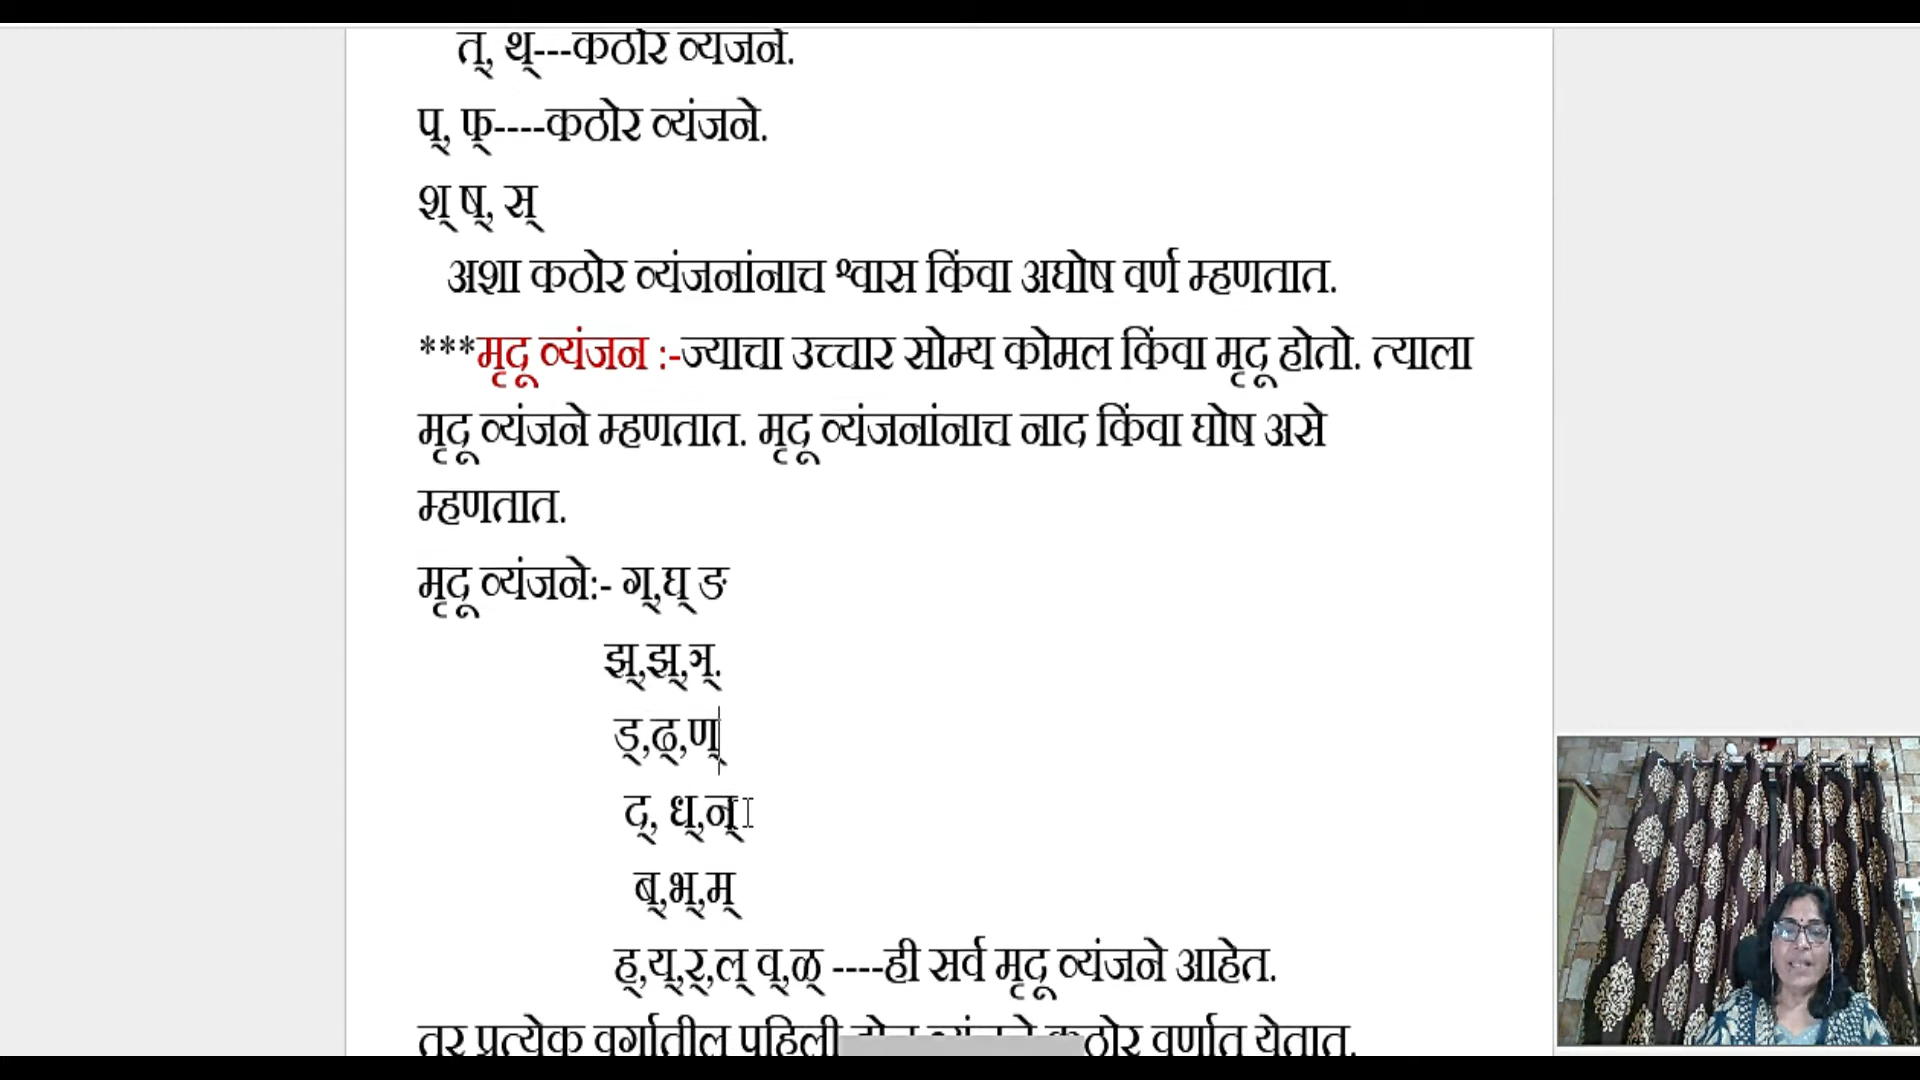 त्, थ्---कठोर व्यंजने.
प्, फ्----कठोर व्यंजने.
श् ष्, स्
अशा कठोर व्यंजनांनाच श्वास किंवा अघोष वर्ण म्हणतात.
***मृदू व्यंजन :-ज्याचा उच्चार सोम्य कोमल किंवा मृदू होतो. त्याला
मृदू व्यंजने म्हणतात. मृदू व्यंजनांनाच नाद किंवा घोष असे
म्हणतात.
मृदू व्यंजने:- ग्,घ् ङ
झ्,झ्,ञ्.
ड्,ढ्,ण्
द्, ध्,न्
ब्,भ्,म्
ह्,य्,र्,ल् व्,ळ् ----ही सर्व मृदू व्यंजने आहेत.
तर प्रत्येक वर्गातील पहिली वर्णात येतात.